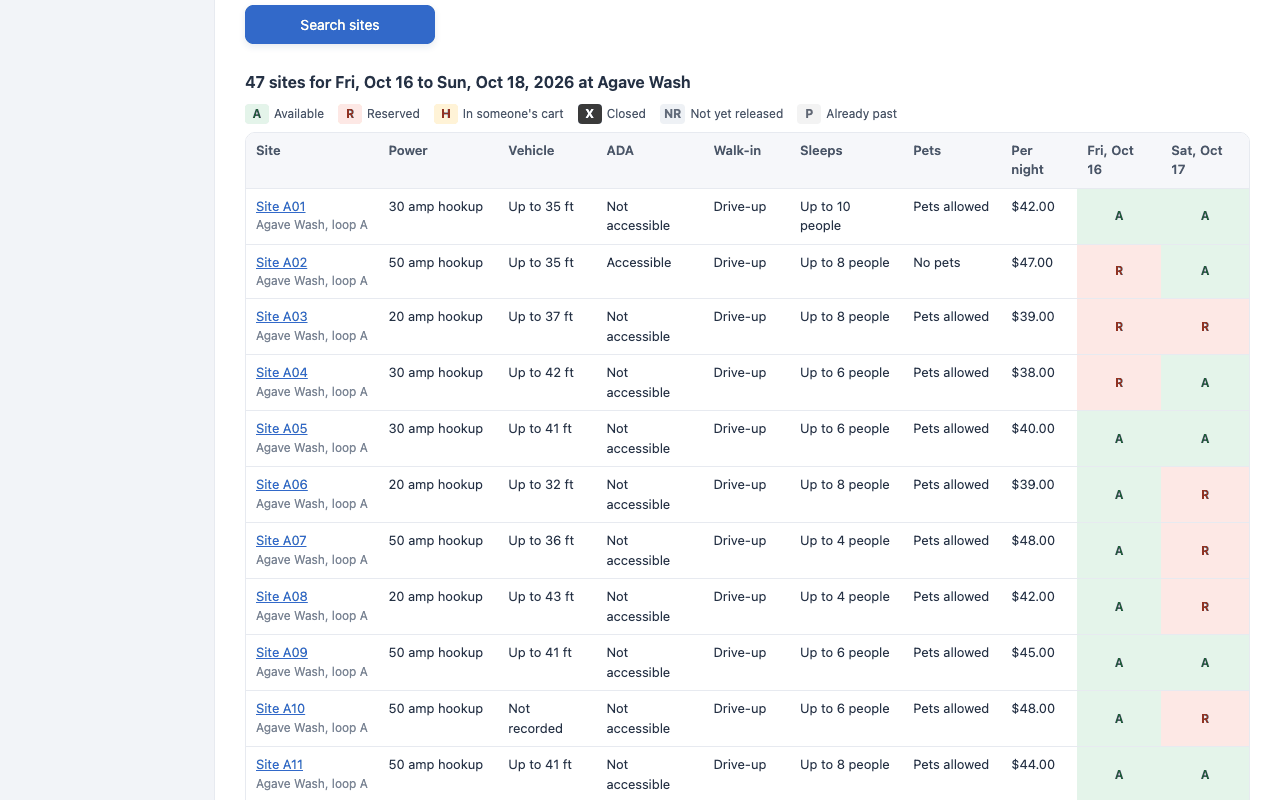 Search sites
47 sites for Fri, Oct 16 to Sun, Oct 18, 2026 at Agave Wash
A Available R Reserved H In someone's cart X Closed NR Not yet released P Already past
Site Power Vehicle ADA Walk-in Sleeps Pets Per night Fri, Oct 16 Sat, Oct 17
Site A01 30 amp hookup Up to 35 ft Not accessible Drive-up Up to 10 people Pets allowed $42.00 A A
Agave Wash, loop A
Site A02 50 amp hookup Up to 35 ft Accessible Drive-up Up to 8 people No pets $47.00 R A
Agave Wash, loop A
Site A03 20 amp hookup Up to 37 ft Not accessible Drive-up Up to 8 people Pets allowed $39.00 R R
Agave Wash, loop A
Site A04 30 amp hookup Up to 42 ft Not accessible Drive-up Up to 6 people Pets allowed $38.00 R A
Agave Wash, loop A
Site A05 30 amp hookup Up to 41 ft Not accessible Drive-up Up to 6 people Pets allowed $40.00 A A
Agave Wash, loop A
Site A06 20 amp hookup Up to 32 ft Not accessible Drive-up Up to 8 people Pets allowed $39.00 A R
Agave Wash, loop A
Site A07 50 amp hookup Up to 36 ft Not accessible Drive-up Up to 4 people Pets allowed $48.00 A R
Agave Wash, loop A
Site A08 20 amp hookup Up to 43 ft Not accessible Drive-up Up to 4 people Pets allowed $42.00 A R
Agave Wash, loop A
Site A09 50 amp hookup Up to 41 ft Not accessible Drive-up Up to 6 people Pets allowed $45.00 A A
Agave Wash, loop A
Site A10 50 amp hookup Not recorded Not accessible Drive-up Up to 6 people Pets allowed $48.00 A R
Agave Wash, loop A
Site A11 50 amp hookup Up to 41 ft Not accessible Drive-up Up to 8 people Pets allowed $44.00 A A
Agave Wash, loop A